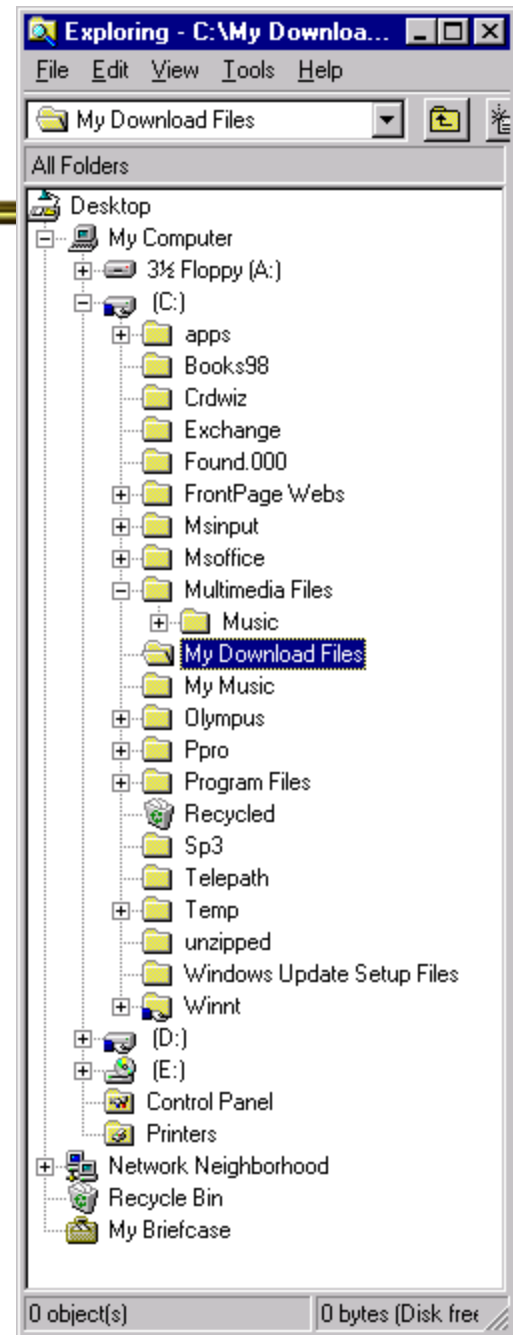 Exploring - C:\My Downloa...
File Edit View Tools Help
My Download Files
All Folders
Desktop
My Computer
3½ Floppy (A:)
(C:)
apps
Books98
Crdwiz
Exchange
Found.000
FrontPage Webs
Msinput
Msoffice
Multimedia Files
Music
My Download Files
My Music
Olympus
Ppro
Program Files
Recycled
Sp3
Telepath
Temp
unzipped
Windows Update Setup Files
Winnt
(D:)
(E:)
Control Panel
Printers
Network Neighborhood
Recycle Bin
My Briefcase
0 object(s) 0 bytes (Disk free